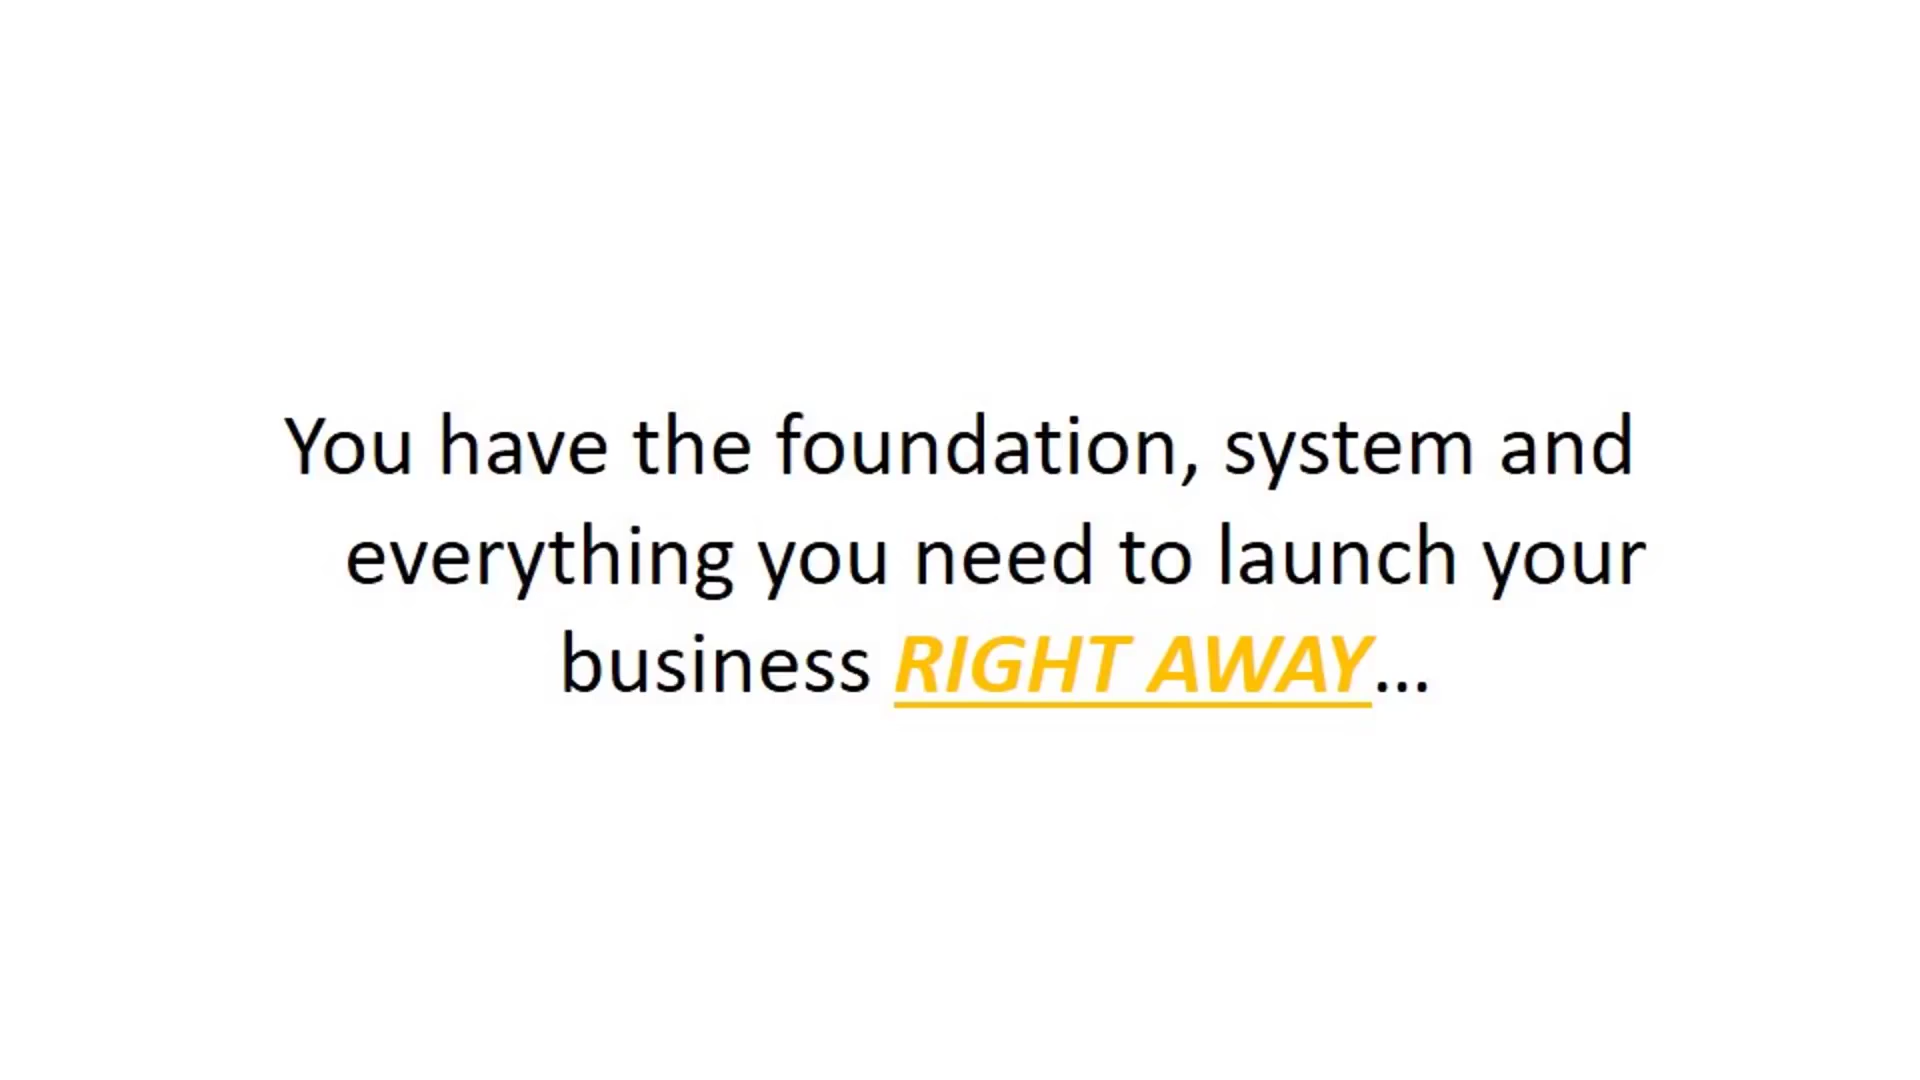 You have the foundation, system and
everything you need to launch your
business RIGHT AWAY...